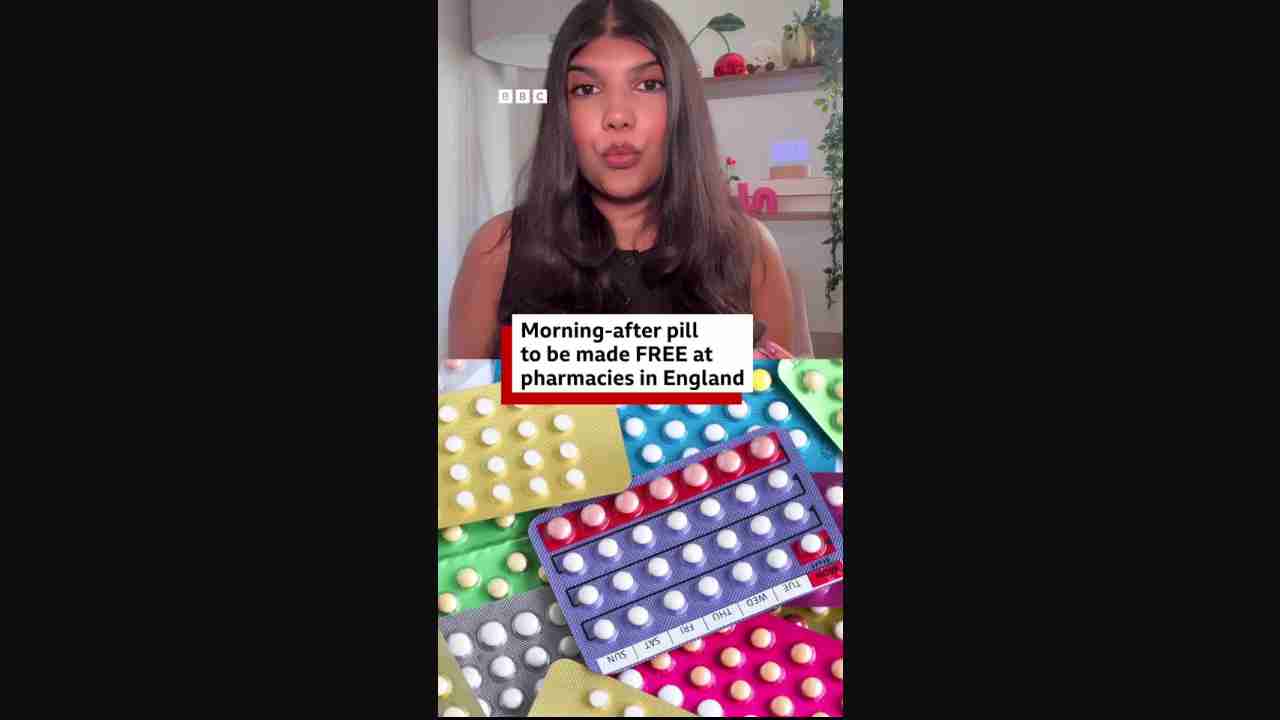 BBC
Morning-after pill
to be made FREE at
pharmacies in England
SUN SAT FRI THU WED TUE